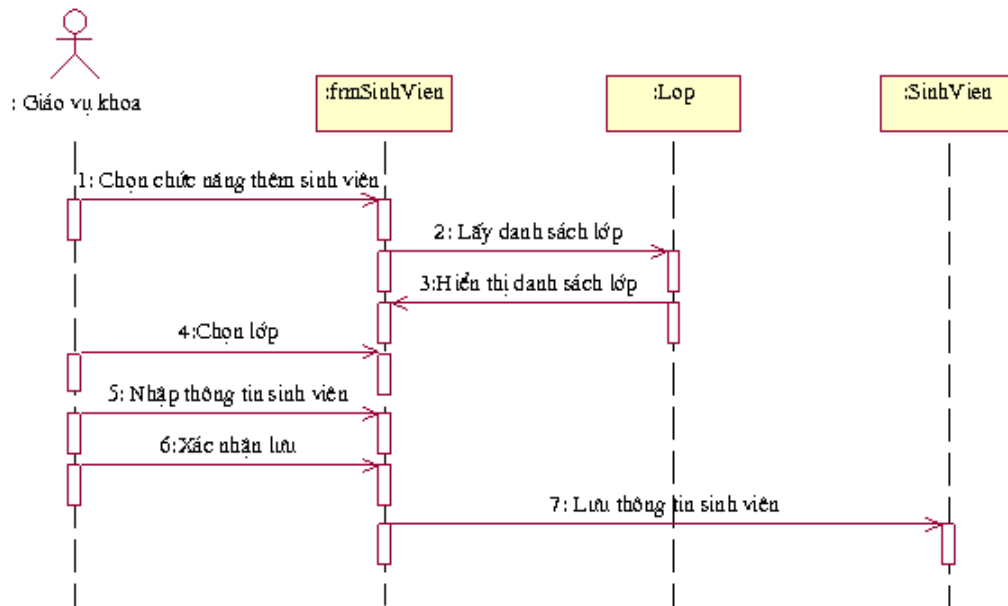 : Giáo vụ khoa
:frmSinhVien
:Lop
:SinhVien
1: Chọn chức năng thêm sinh viên
2: Lấy danh sách lớp
3:Hiển thị danh sách lớp
4:Chọn lớp
5: Nhập thông tin sinh viên
6:Xác nhận lưu
7: Lưu thông tin sinh viên